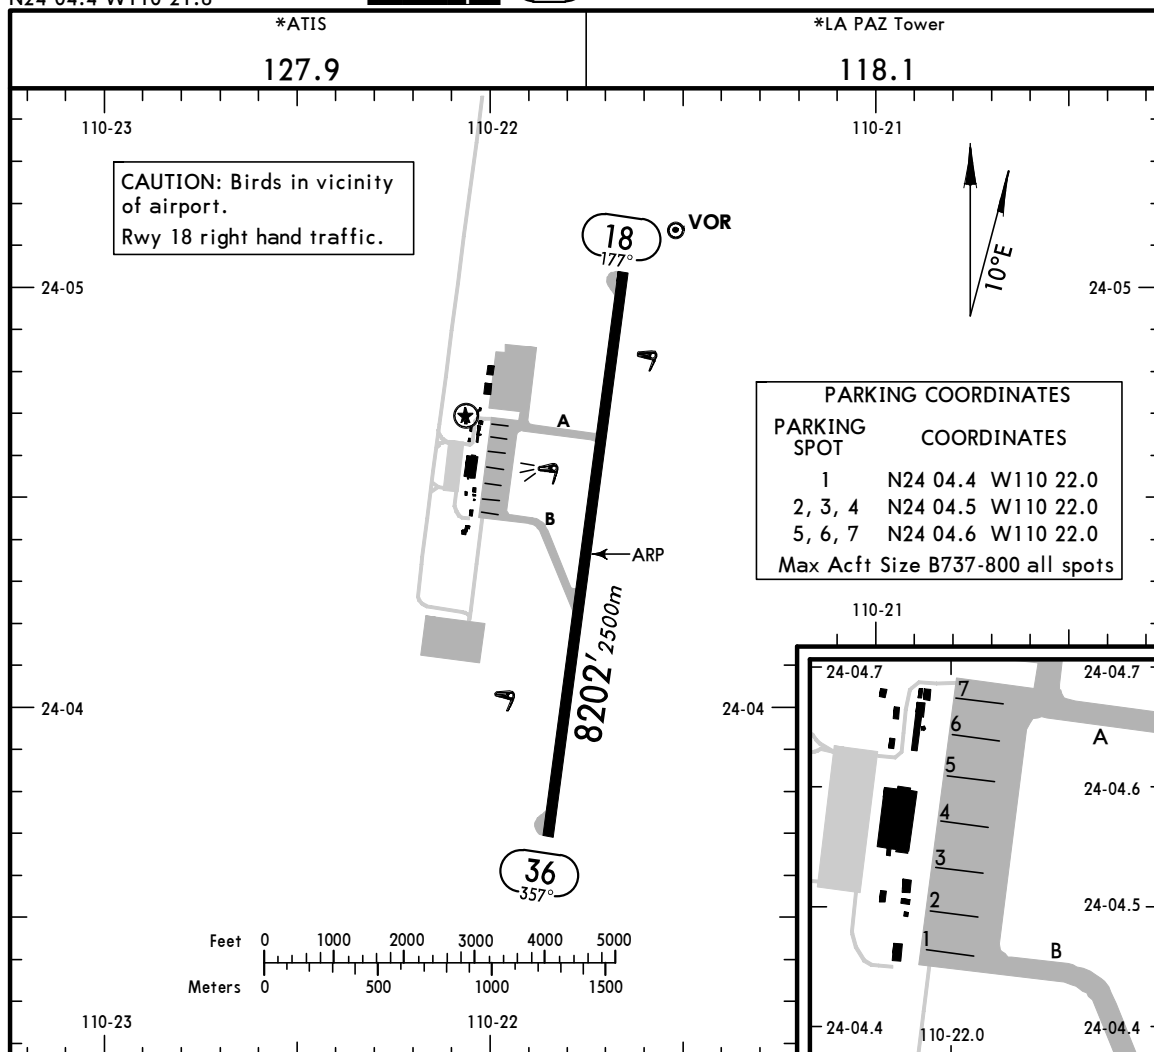 N24 04.4 W110 21.8
*ATIS
127.9
*LA PAZ Tower
118.1
110-23
110-22
110-21
CAUTION: Birds in vicinity
of airport.
Rwy 18 right hand traffic.
18
177°
VOR
10°E
24-05
24-05
A
B
ARP
PARKING COORDINATES
PARKING
SPOT
COORDINATES
1 N24 04.4 W110 22.0
2, 3, 4 N24 04.5 W110 22.0
5, 6, 7 N24 04.6 W110 22.0
Max Acft Size B737-800 all spots
110-21
8202' 2500m
24-04
24-04
36
357°
Feet 0 1000 2000 3000 4000 5000
Meters 0 500 1000 1500
110-23
110-22
24-04.7
24-04.7
7
6
A
5
24-04.6
4
3
2
24-04.5
1
B
24-04.4
110-22.0
24-04.4